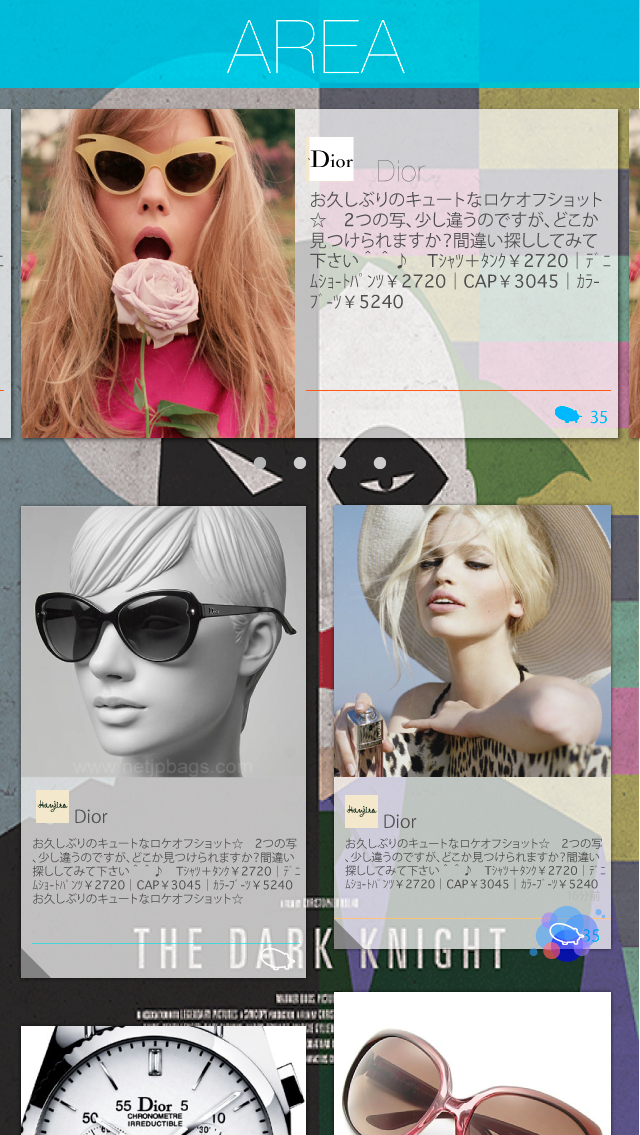 AREA
Dior
Dior
お久しぶりのキュートなロケオフショット
☆　2つの写、少し違うのですが、どこか
見つけられますか？間違い探ししてみて
下さい＾＾♪　Tｼｬﾂ＋ﾀﾝｸ￥2720｜ﾃﾞﾆ
ﾑｼｮｰﾄﾊﾟﾝﾂ￥2720｜CAP￥3045｜ｶﾗｰ
ﾌﾞｰﾂ￥5240
35
Dior
www.netjpbags.com
Hanjiro
Dior
お久しぶりのキュートなロケオフショット☆　2つの写
、少し違うのですが、どこか見つけられますか？間違い
探ししてみて下さい＾＾♪　Tｼｬﾂ＋ﾀﾝｸ￥2720｜ﾃﾞﾆ
ﾑｼｮｰﾄﾊﾟﾝﾂ￥2720｜CAP￥3045｜ｶﾗｰﾌﾞｰﾂ￥5240
お久しぶりのキュートなロケオフショット☆
Hanjiro
Dior
お久しぶりのキュートなロケオフショット☆　2つの写
、少し違うのですが、どこか見つけられますか？間違い
探ししてみて下さい＾＾♪　Tｼｬﾂ＋ﾀﾝｸ￥2720｜ﾃﾞﾆ
ﾑｼｮｰﾄﾊﾟﾝﾂ￥2720｜CAP￥3045｜ｶﾗｰﾌﾞｰﾂ￥5240
35
THE DARK KNIGHT
55 Dior 5
50 CHRONOMETRE 10
IRREDUCTIBLE